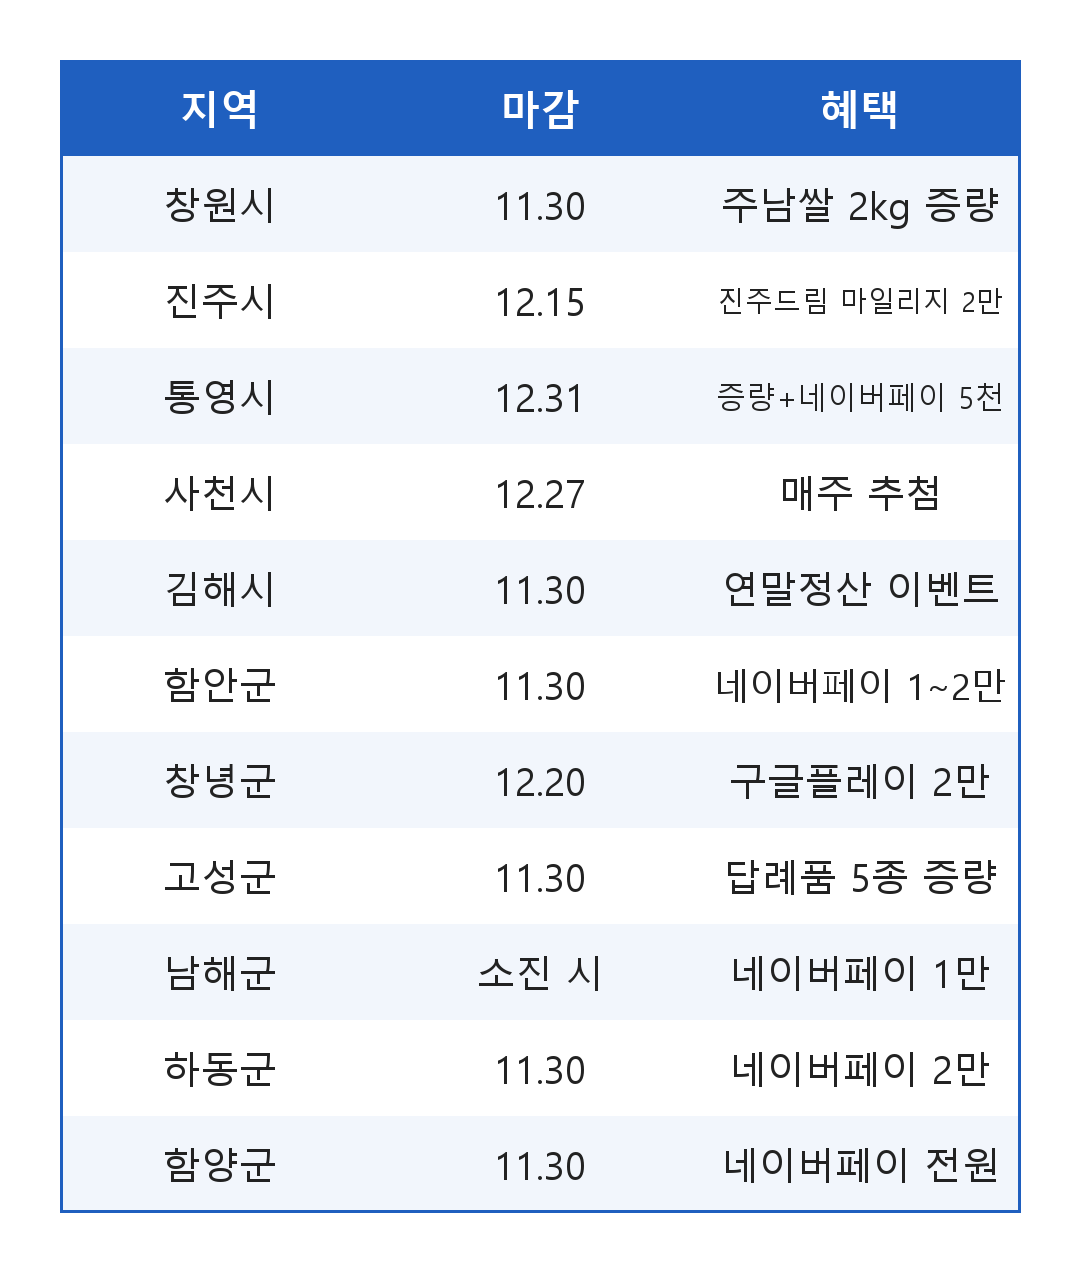 지역 마감 혜택
창원시 11.30 주남쌀 2kg 증량
진주시 12.15 진주드림 마일리지 2만
통영시 12.31 증량+네이버페이 5천
사천시 12.27 매주 추첨
김해시 11.30 연말정산 이벤트
함안군 11.30 네이버페이 1~2만
창녕군 12.20 구글플레이 2만
고성군 11.30 답례품 5종 증량
남해군 소진 시 네이버페이 1만
하동군 11.30 네이버페이 2만
함양군 11.30 네이버페이 전원